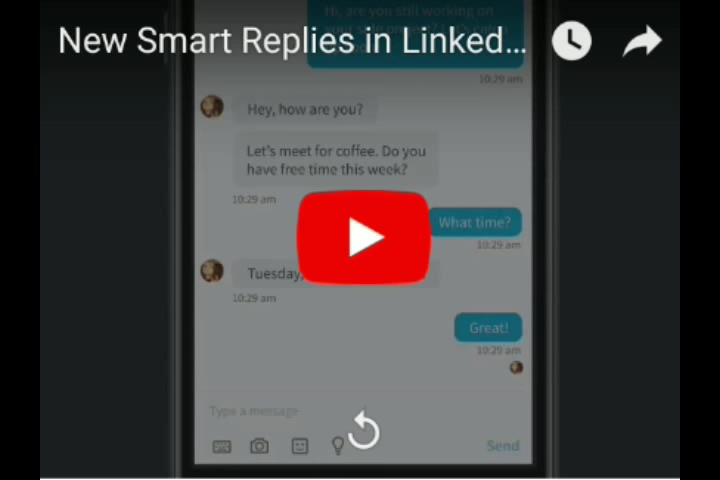 New Smart Replies in Linked...
Hi, are you still working on
10:29 am
Hey, how are you?
Let's meet for coffee. Do you
have free time this week?
10:29 am
What time?
10:29 am
Tuesday,
10:29 am
Great!
10:29 am
Type a message
Send